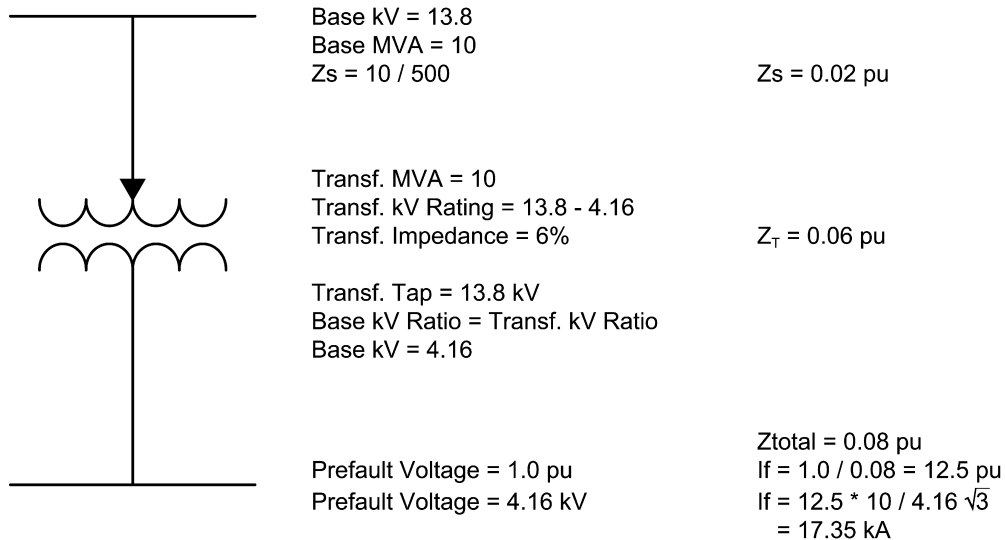 Base kV = 13.8
Base MVA = 10
Zs = 10 / 500
Zs = 0.02 pu
Transf. MVA = 10
Transf. kV Rating = 13.8 - 4.16
Transf. Impedance = 6%
Z_T = 0.06 pu
Transf. Tap = 13.8 kV
Base kV Ratio = Transf. kV Ratio
Base kV = 4.16
Ztotal = 0.08 pu
Prefault Voltage = 1.0 pu
If = 1.0 / 0.08 = 12.5 pu
Prefault Voltage = 4.16 kV
If = 12.5 * 10 / 4.16 √3
= 17.35 kA